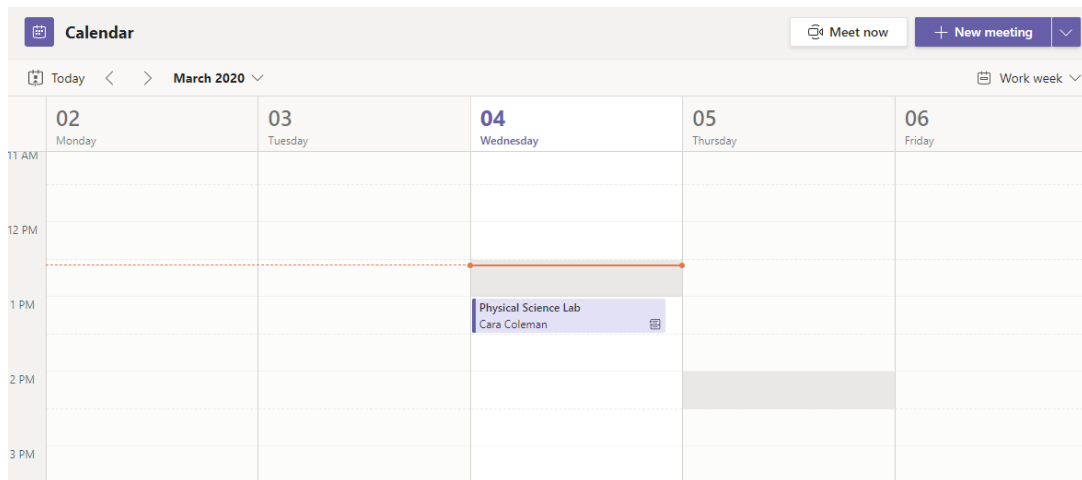 Calendar
Meet now
New meeting
Today
March 2020
Work week
02
Monday
03
Tuesday
04
Wednesday
05
Thursday
06
Friday
11 AM
12 PM
1 PM
Physical Science Lab
Cara Coleman
2 PM
3 PM